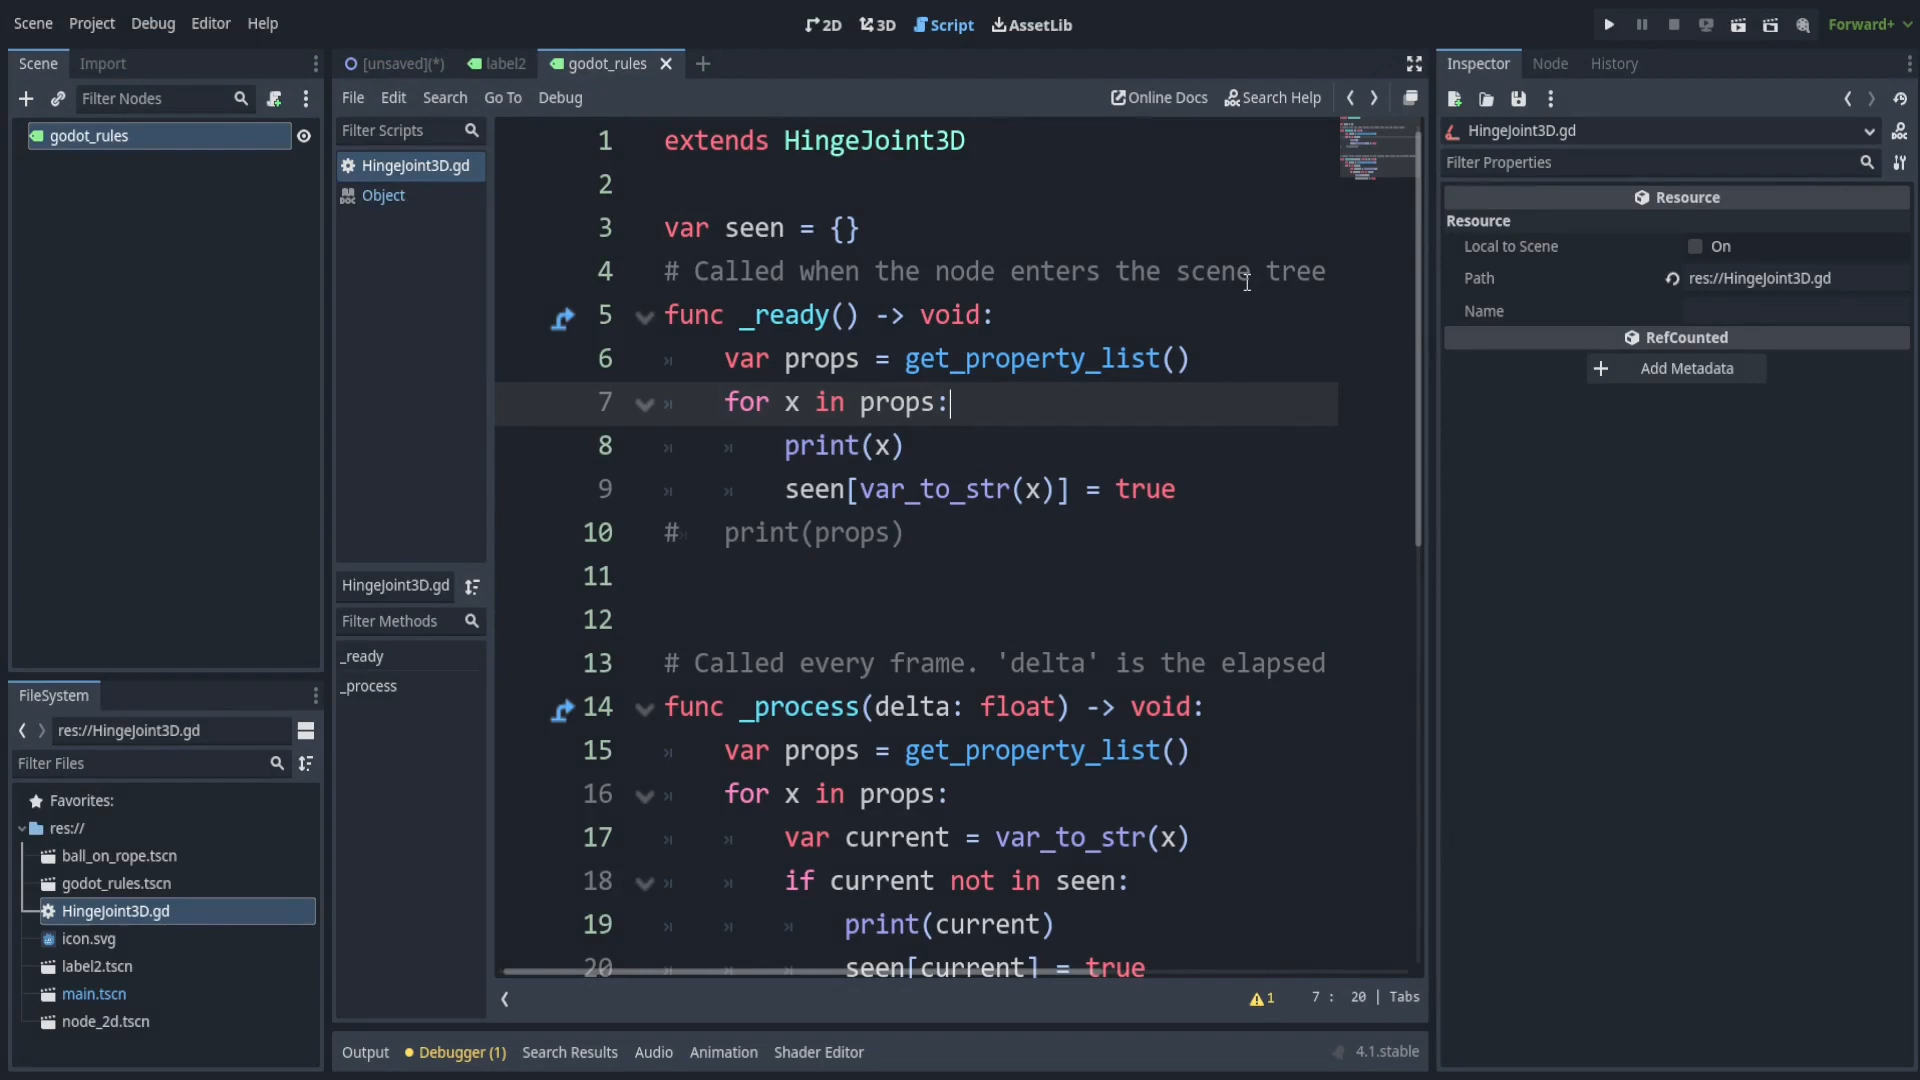 Scene Project Debug Editor Help
2D 3D Script AssetLib
Forward+
Scene Import
[unsaved](*) label2 godot_rules
Inspector Node History
Filter Nodes
File Edit Search Go To Debug
Online Docs Search Help
godot_rules
Filter Scripts
HingeJoint3D.gd
Object
HingeJoint3D.gd
Filter Methods
_ready
_process
1 extends HingeJoint3D
2
3 var seen = {}
4 # Called when the node enters the scene tree
5 func _ready() -> void:
6 var props = get_property_list()
7 for x in props:
8 print(x)
9 seen[var_to_str(x)] = true
10 # print(props)
11
12
13 # Called every frame. 'delta' is the elapsed
14 func _process(delta: float) -> void:
15 var props = get_property_list()
16 for x in props:
17 var current = var_to_str(x)
18 if current not in seen:
19 print(current)
20 seen[current] = true
1 7 : 20 | Tabs
HingeJoint3D.gd
Filter Properties
Resource
Resource
Local to Scene On
Path res://HingeJoint3D.gd
Name
RefCounted
Add Metadata
FileSystem
res://HingeJoint3D.gd
Filter Files
Favorites:
res://
ball_on_rope.tscn
godot_rules.tscn
HingeJoint3D.gd
icon.svg
label2.tscn
main.tscn
node_2d.tscn
Output Debugger (1) Search Results Audio Animation Shader Editor
4.1.stable